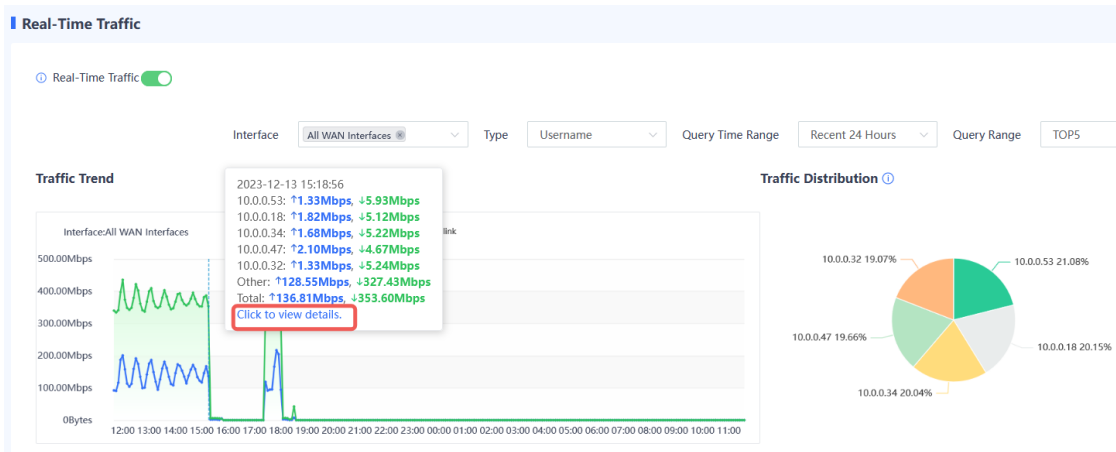 Real-Time Traffic
Real-Time Traffic
Interface All WAN Interfaces Type Username Query Time Range Recent 24 Hours Query Range TOP5
Traffic Trend
Traffic Distribution
2023-12-13 15:18:56
10.0.0.53: ↑1.33Mbps, ↓5.93Mbps
10.0.0.18: ↑1.82Mbps, ↓5.12Mbps
10.0.0.34: ↑1.68Mbps, ↓5.22Mbps
10.0.0.47: ↑2.10Mbps, ↓4.67Mbps
10.0.0.32: ↑1.33Mbps, ↓5.24Mbps
Other: ↑128.55Mbps, ↓327.43Mbps
Total: ↑136.81Mbps, ↓353.60Mbps
Click to view details.
Interface:All WAN Interfaces
link
500.00Mbps
400.00Mbps
300.00Mbps
200.00Mbps
100.00Mbps
0Bytes
12:00 13:00 14:00 15:00 16:00 17:00 18:00 19:00 20:00 21:00 22:00 23:00 00:00 01:00 02:00 03:00 04:00 05:00 06:00 07:00 08:00 09:00 10:00 11:00
10.0.0.32 19.07%
10.0.0.53 21.08%
10.0.0.47 19.66%
10.0.0.18 20.15%
10.0.0.34 20.04%